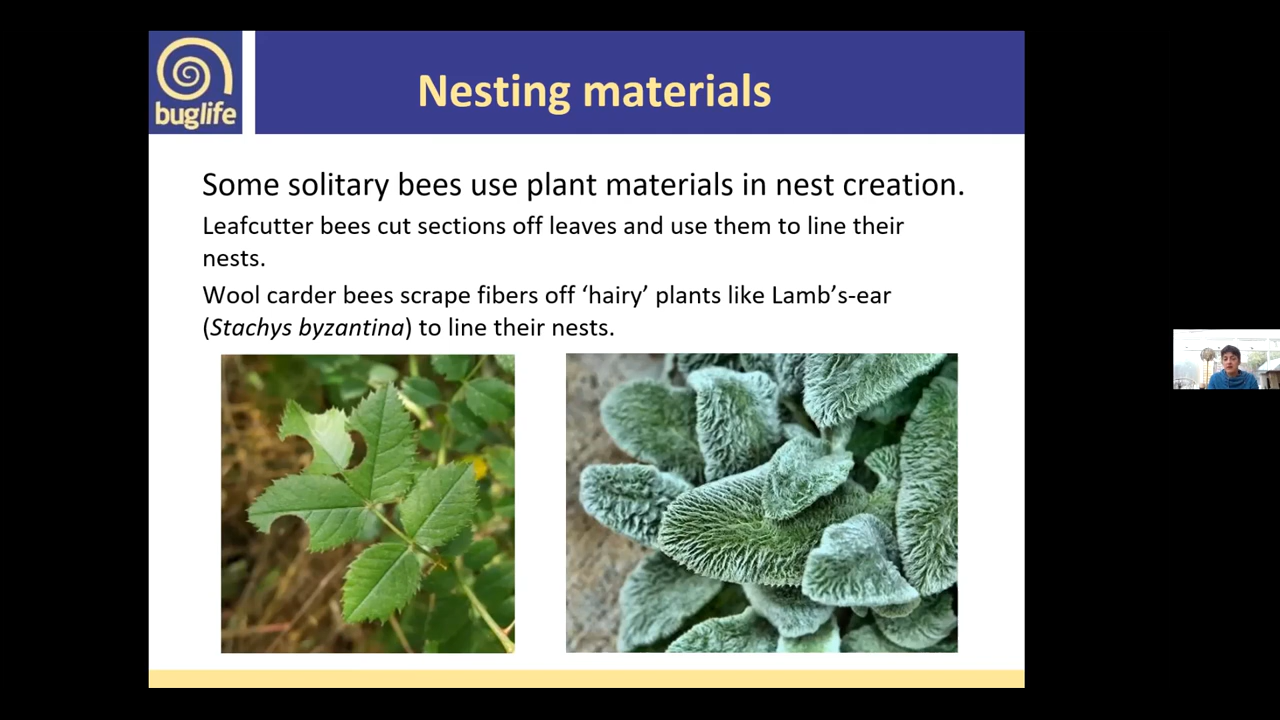 buglife
Nesting materials
Some solitary bees use plant materials in nest creation.
Leafcutter bees cut sections off leaves and use them to line their
nests.
Wool carder bees scrape fibers off ‘hairy’ plants like Lamb’s-ear
(Stachys byzantina) to line their nests.